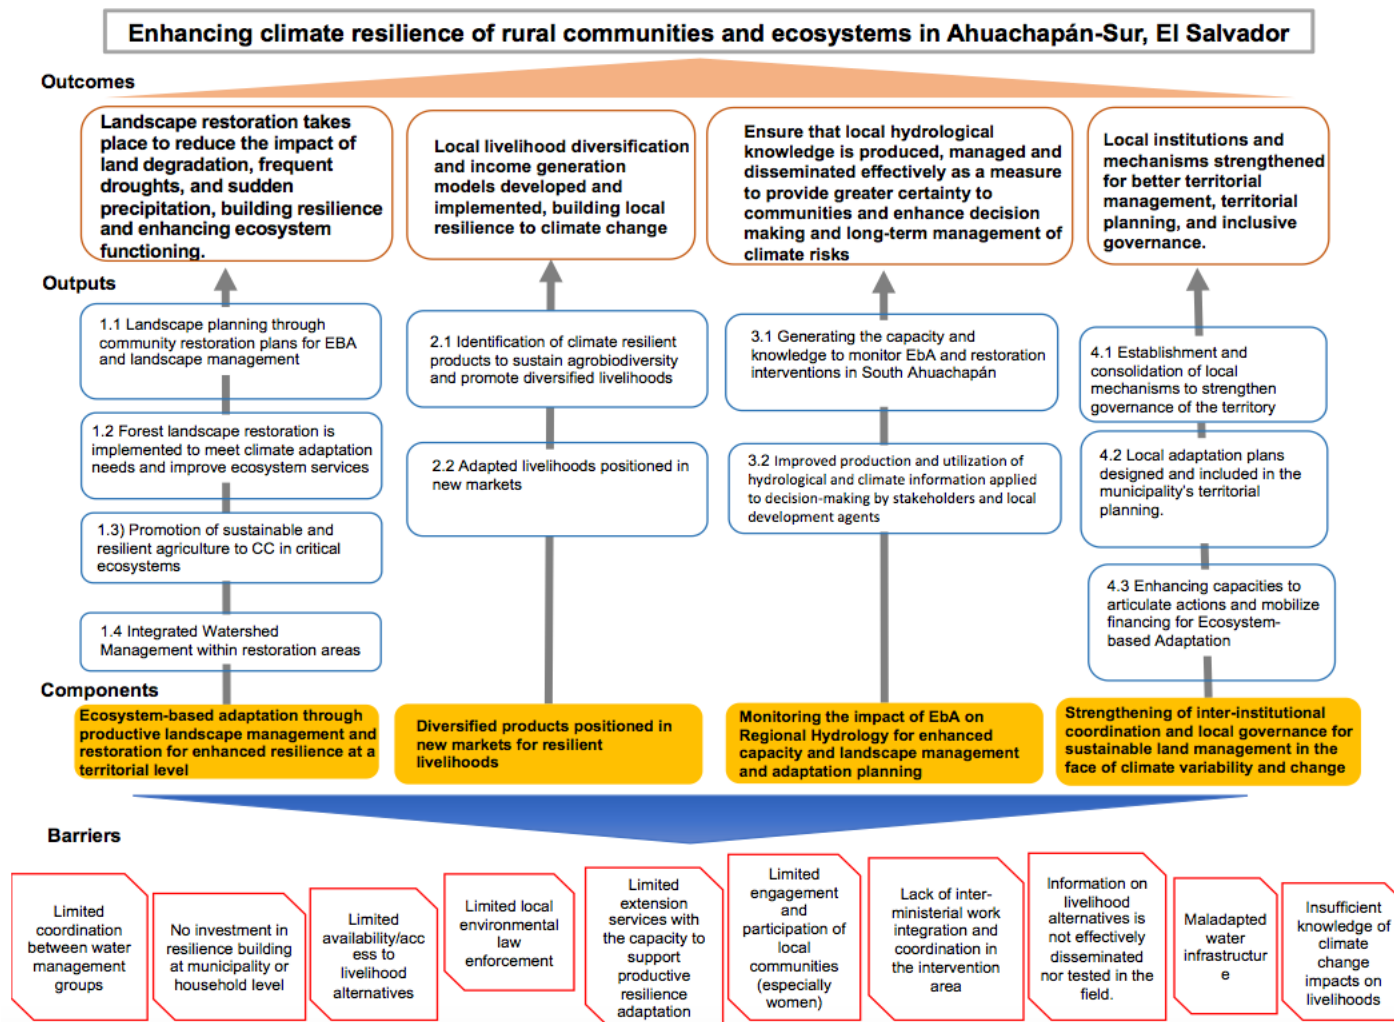 Enhancing climate resilience of rural communities and ecosystems in Ahuachapán-Sur, El Salvador
Outcomes
Landscape restoration takes
place to reduce the impact of
land degradation, frequent
droughts, and sudden
precipitation, building resilience
and enhancing ecosystem
functioning.
Local livelihood diversification
and income generation
models developed and
implemented, building local
resilience to climate change
Ensure that local hydrological
knowledge is produced, managed and
disseminated effectively as a measure
to provide greater certainty to
communities and enhance decision
making and long-term management of
climate risks
Local institutions and
mechanisms strengthened
for better territorial
management, territorial
planning, and inclusive
governance.
Outputs
1.1 Landscape planning through
community restoration plans for EBA
and landscape management
1.2 Forest landscape restoration is
implemented to meet climate adaptation
needs and improve ecosystem services
1.3) Promotion of sustainable and
resilient agriculture to CC in critical
ecosystems
1.4 Integrated Watershed
Management within restoration areas
2.1 Identification of climate resilient
products to sustain agrobiodiversity
and promote diversified livelihoods
2.2 Adapted livelihoods positioned in
new markets
3.1 Generating the capacity and
knowledge to monitor EbA and restoration
interventions in South Ahuachapán
3.2 Improved production and utilization of
hydrological and climate information applied
to decision-making by stakeholders and local
development agents
4.1 Establishment and
consolidation of local
mechanisms to strengthen
governance of the territory
4.2 Local adaptation plans
designed and included in the
municipality's territorial
planning.
4.3 Enhancing capacities to
articulate actions and mobilize
financing for Ecosystem-
based Adaptation
Components
Ecosystem-based adaptation through
productive landscape management and
restoration for enhanced resilience at a
territorial level
Diversified products positioned in
new markets for resilient
livelihoods
Monitoring the impact of EbA on
Regional Hydrology for enhanced
capacity and landscape management
and adaptation planning
Strengthening of inter-institutional
coordination and local governance for
sustainable land management in the
face of climate variability and change
Barriers
Limited
coordination
between water
management
groups
No investment in
resilience building
at municipality or
household level
Limited
availability/acc
ess to
livelihood
alternatives
Limited local
environmental
law
enforcement
Limited
extension
services with
the capacity to
support
productive
resilience
adaptation
Limited
engagement
and
participation of
local
communities
(especially
women)
Lack of inter-
ministerial work
integration and
coordination in
the intervention
area
Information on
livelihood
alternatives is
not effectively
disseminated
nor tested in the
field.
Maladapted
water
infrastructur
e
Insufficient
knowledge of
climate
change
impacts on
livelihoods